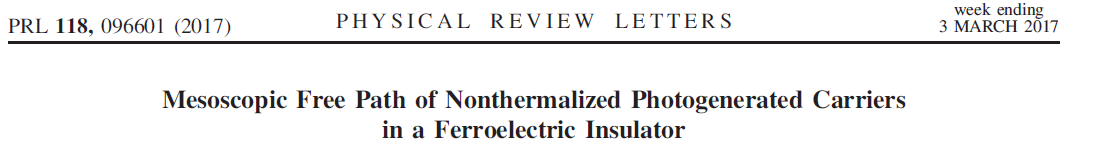 PRL 118, 096601 (2017)
PHYSICAL REVIEW LETTERS
week ending
3 MARCH 2017
Mesoscopic Free Path of Nonthermalized Photogenerated Carriers
in a Ferroelectric Insulator